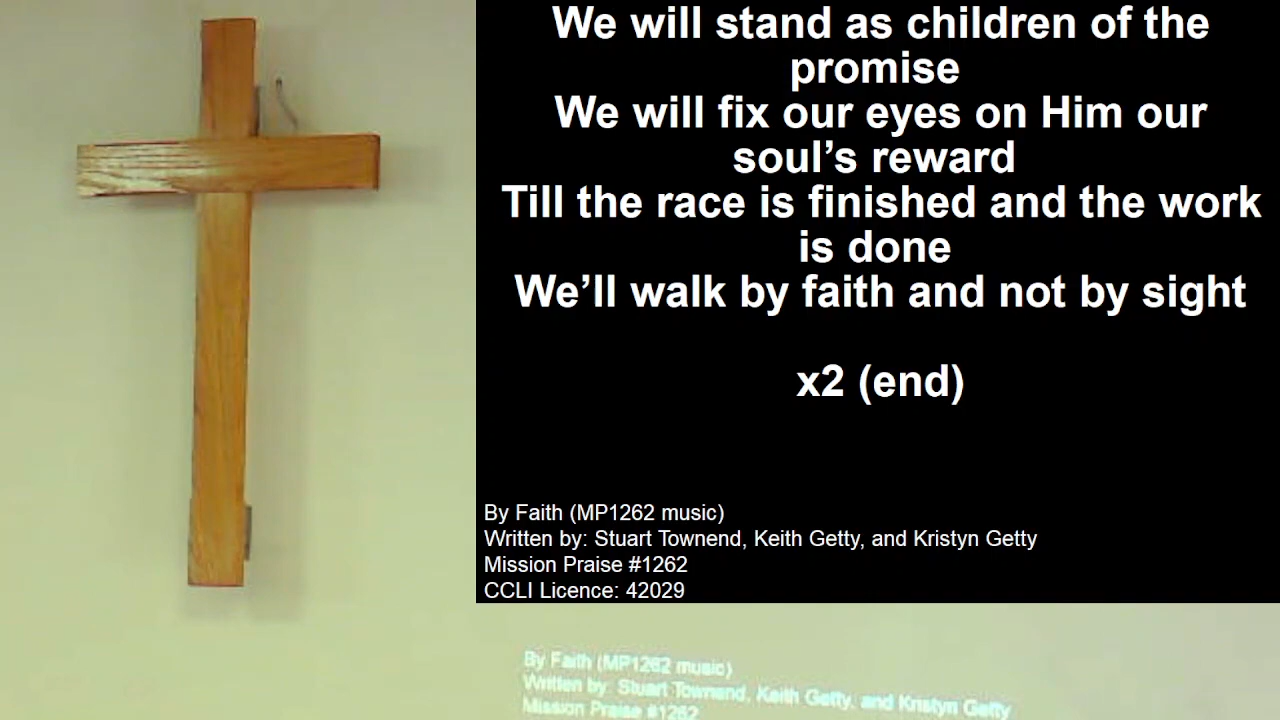 We will stand as children of the
promise
We will fix our eyes on Him our
soul’s reward
Till the race is finished and the work
is done
We’ll walk by faith and not by sight
x2 (end)
By Faith (MP1262 music)
Written by: Stuart Townend, Keith Getty, and Kristyn Getty
Mission Praise #1262
CCLI Licence: 42029
By Faith (MP1262 music)
Written by: Stuart Townend, Keith Getty, and Kristyn Getty
Mission Praise #1262